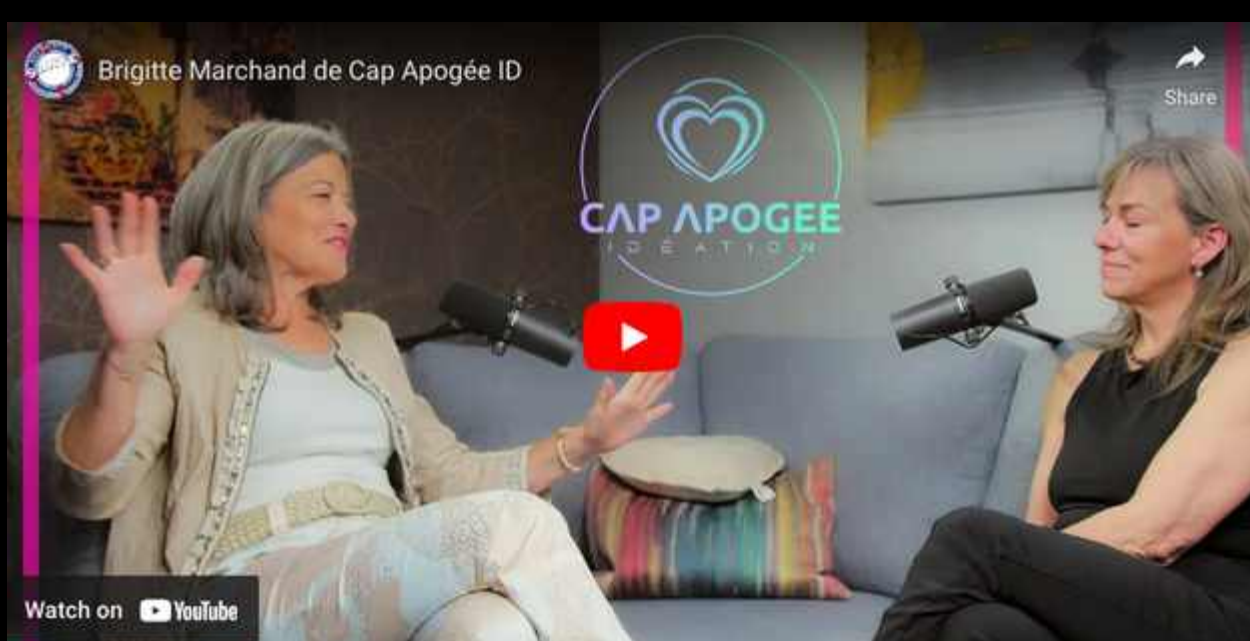 Brigitte Marchand de Cap Apogée ID
Share
CAP APOGEE
IDÉATION
Watch on YouTube